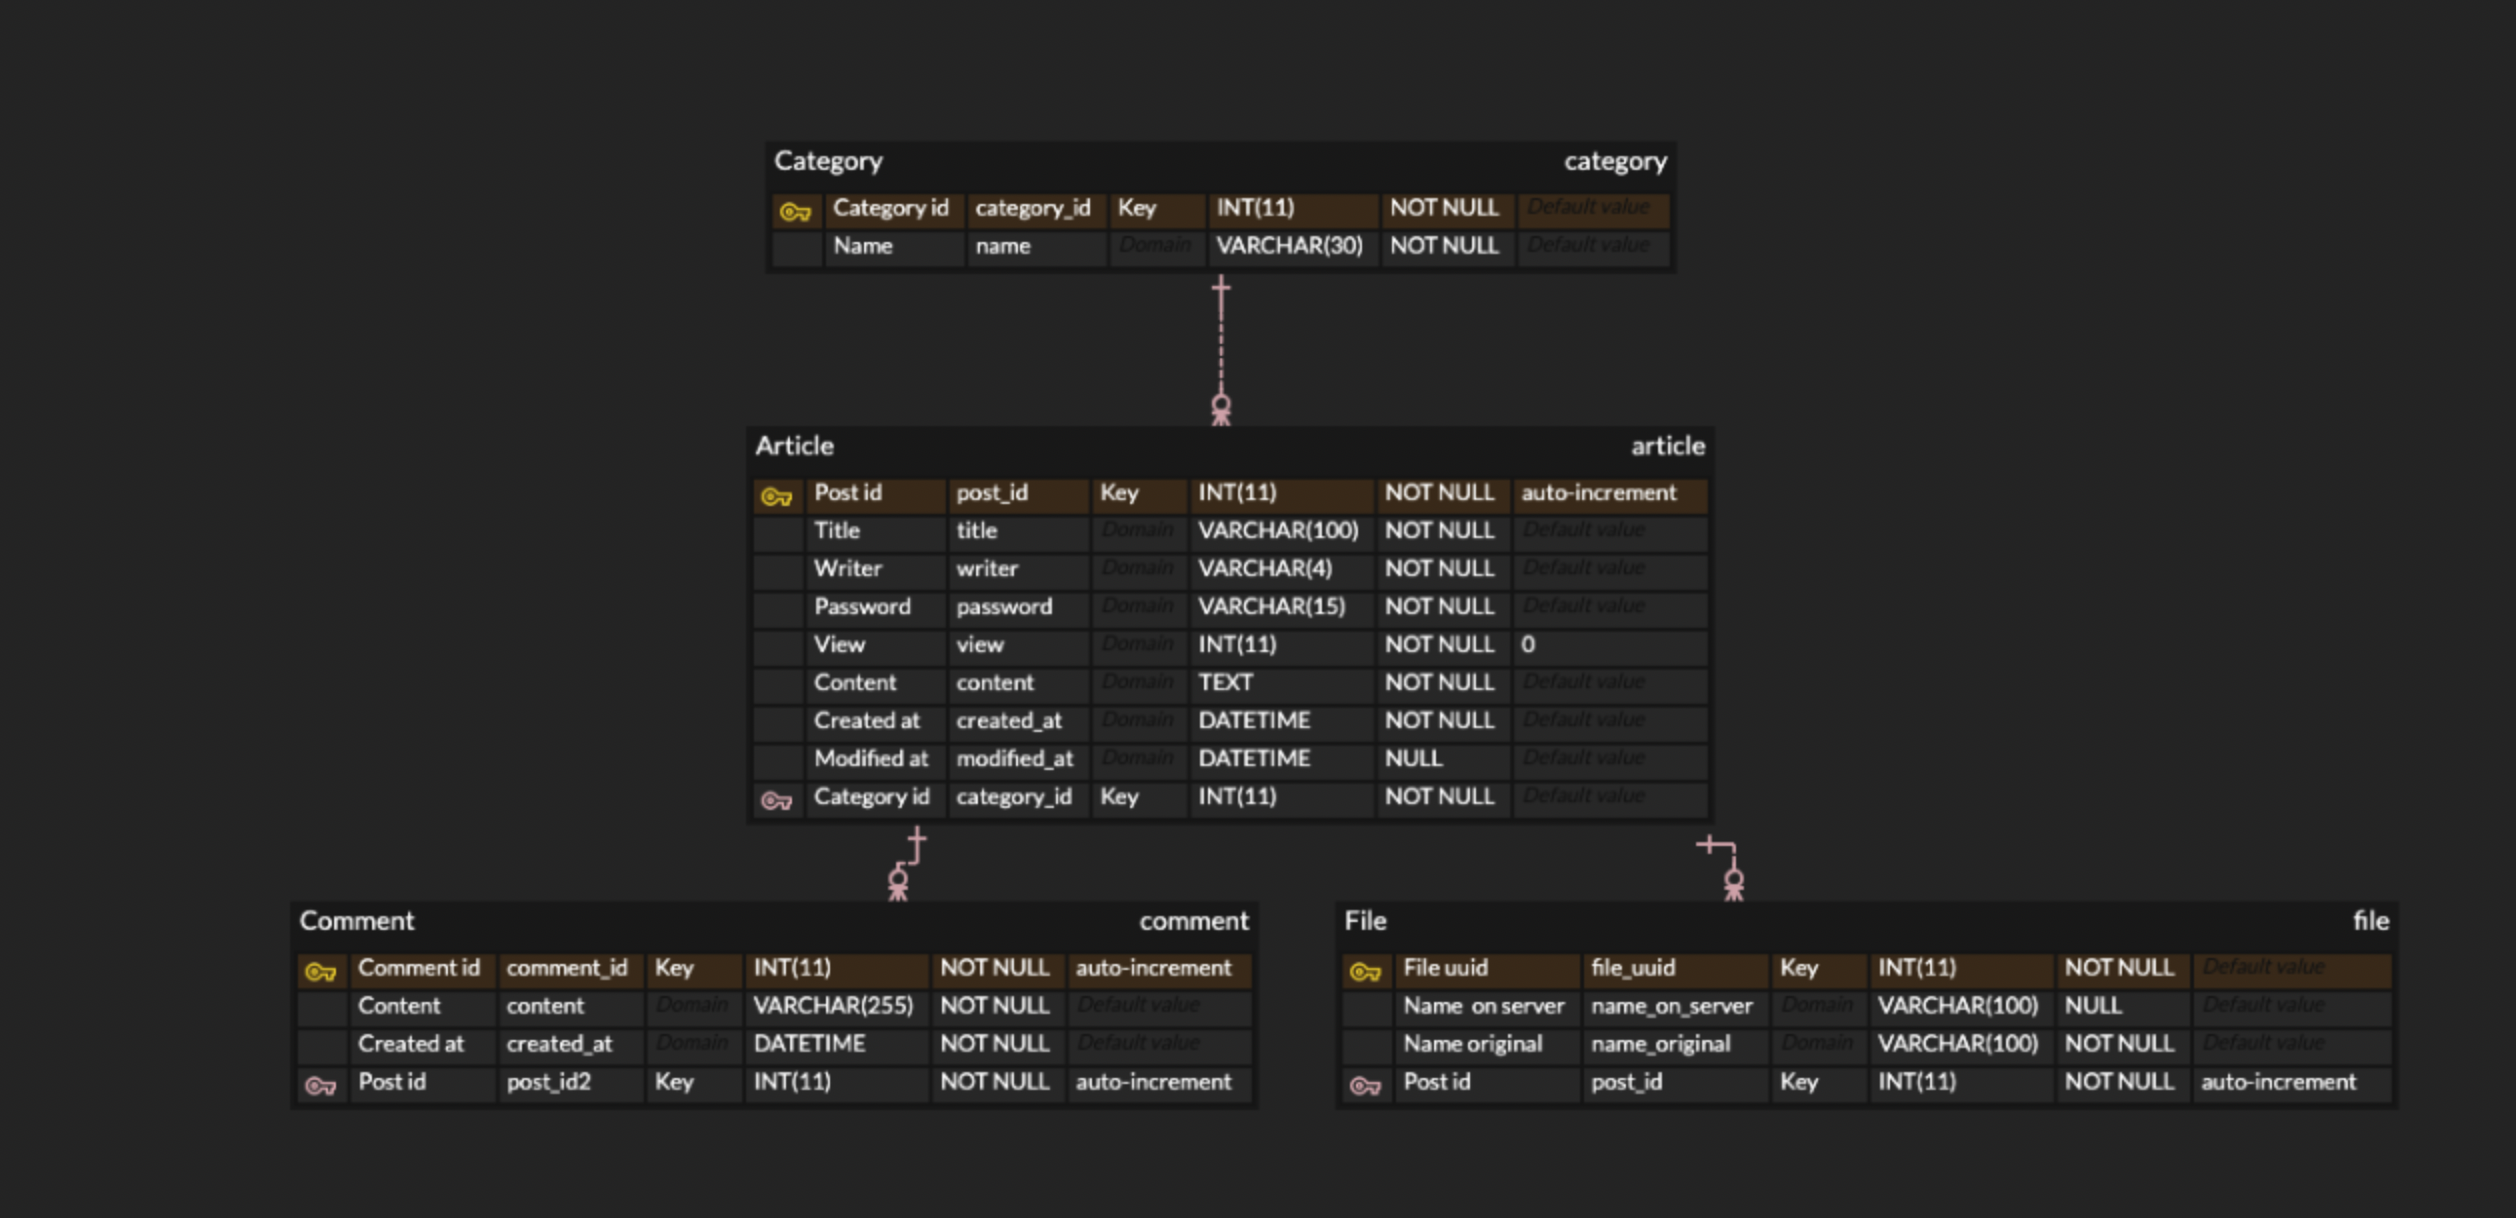 Category category
Category id category_id Key INT(11) NOT NULL Default value
Name name Domain VARCHAR(30) NOT NULL Default value
Article article
Post id post_id Key INT(11) NOT NULL auto-increment
Title title Domain VARCHAR(100) NOT NULL Default value
Writer writer Domain VARCHAR(4) NOT NULL Default value
Password password Domain VARCHAR(15) NOT NULL Default value
View view Domain INT(11) NOT NULL 0
Content content Domain TEXT NOT NULL Default value
Created at created_at Domain DATETIME NOT NULL Default value
Modified at modified_at Domain DATETIME NULL Default value
Category id category_id Key INT(11) NOT NULL Default value
Comment comment
Comment id comment_id Key INT(11) NOT NULL auto-increment
Content content Domain VARCHAR(255) NOT NULL Default value
Created at created_at Domain DATETIME NOT NULL Default value
Post id post_id2 Key INT(11) NOT NULL auto-increment
File file
File uuid file_uuid Key INT(11) NOT NULL Default value
Name on server name_on_server Domain VARCHAR(100) NULL Default value
Name original name_original Domain VARCHAR(100) NOT NULL Default value
Post id post_id Key INT(11) NOT NULL auto-increment